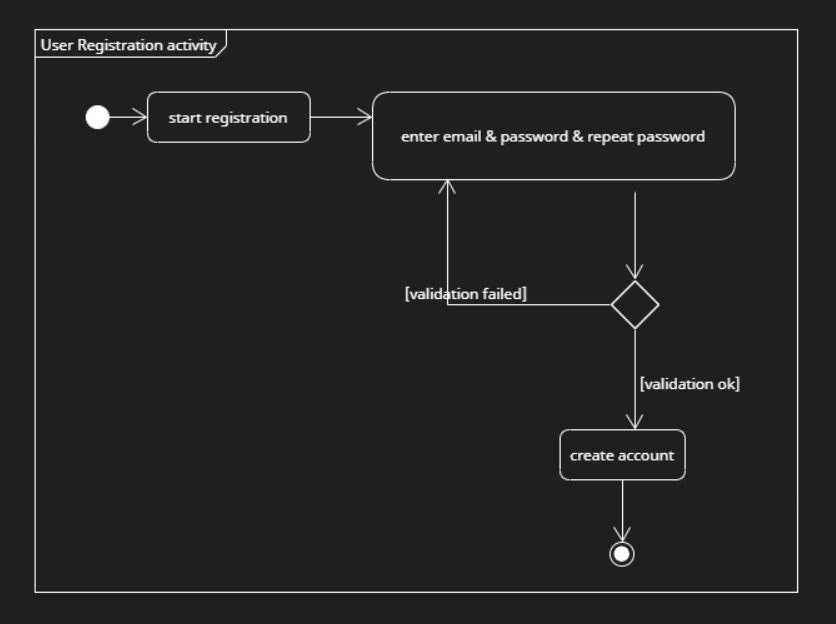 User Registration activity
start registration
enter email & password & repeat password
[validation failed]
[validation ok]
create account